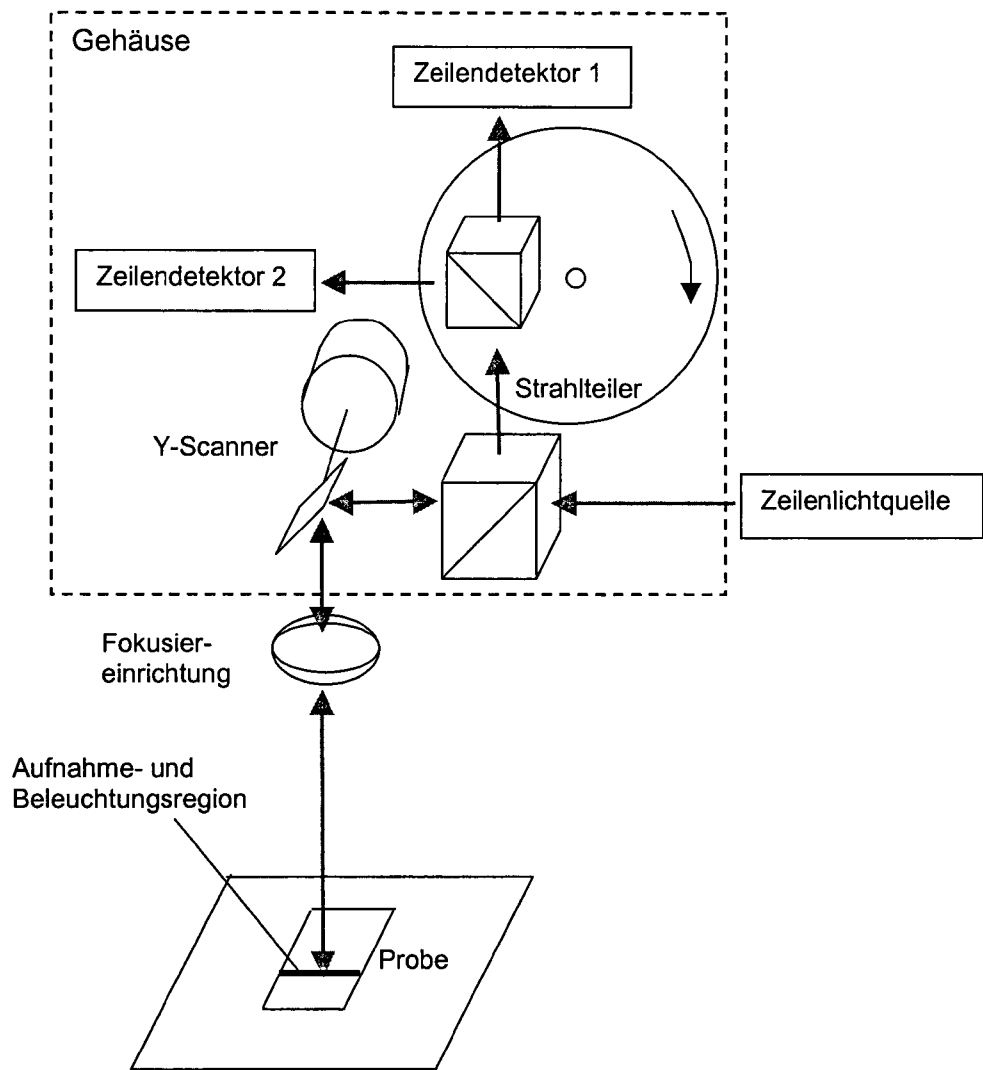 Gehäuse
Zeilendetektor 1
Zeilendetektor 2
Strahlteiler
Y-Scanner
Zeilenlichtquelle
Fokusier-
einrichtung
Aufnahme- und
Beleuchtungsregion
Probe